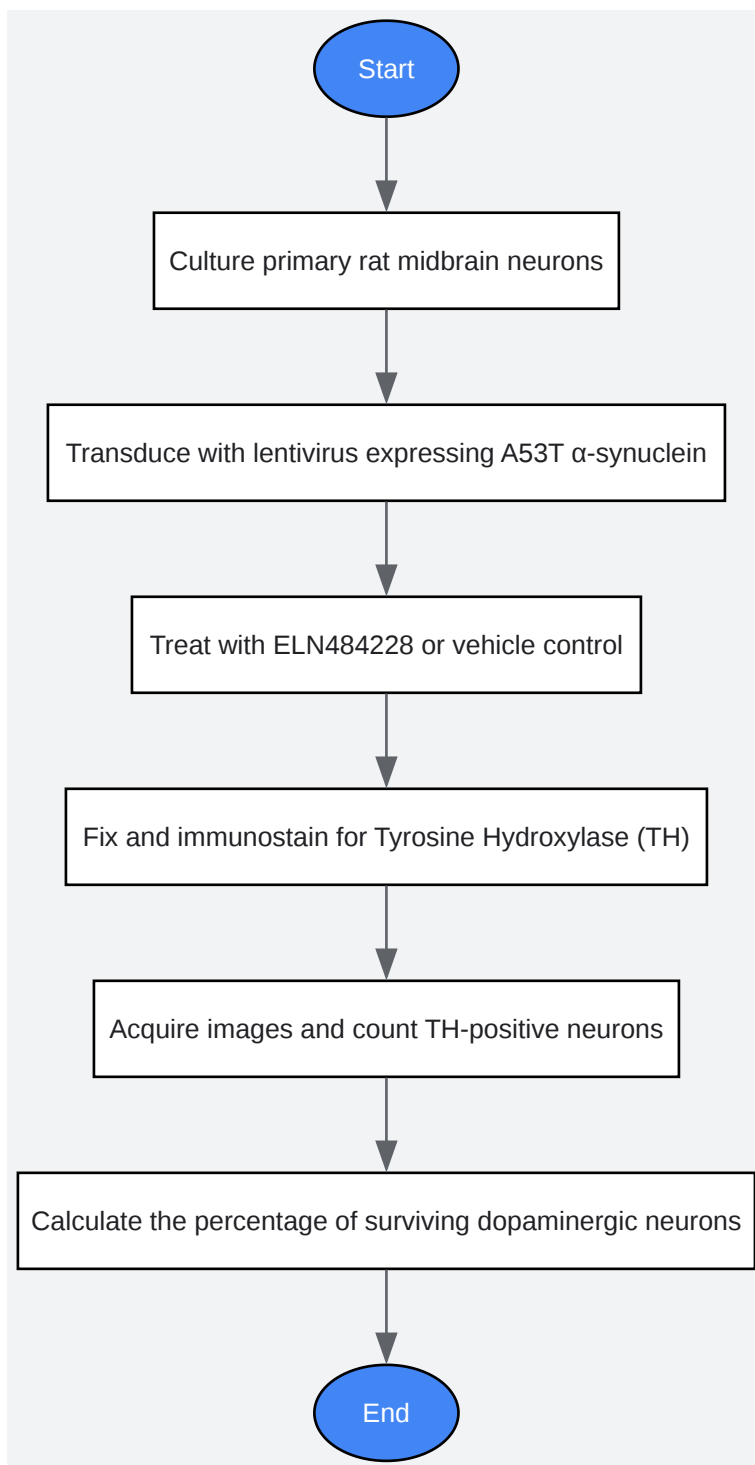 Start
Culture primary rat midbrain neurons
Transduce with lentivirus expressing A53T α-synuclein
Treat with ELN484228 or vehicle control
Fix and immunostain for Tyrosine Hydroxylase (TH)
Acquire images and count TH-positive neurons
Calculate the percentage of surviving dopaminergic neurons
End